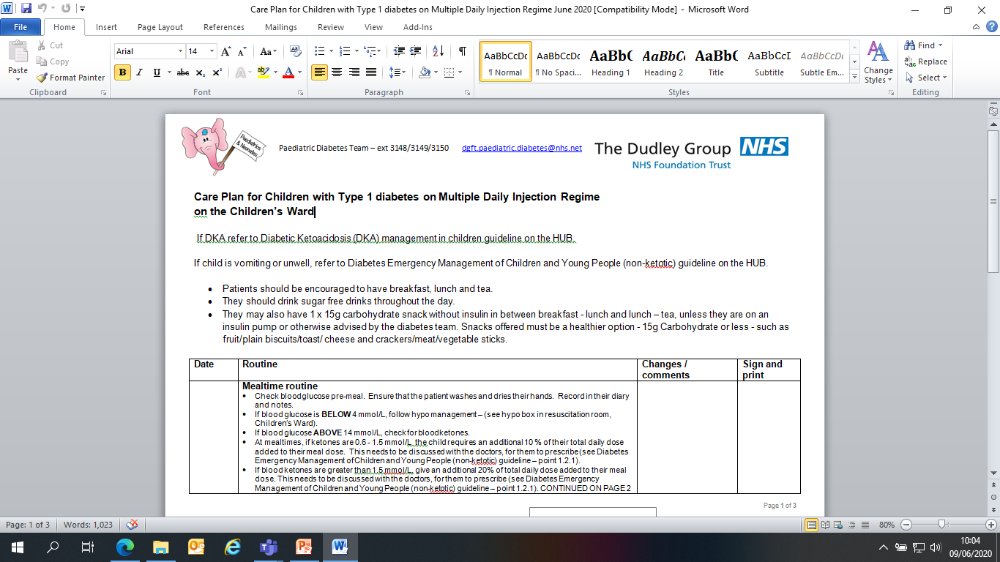 Care Plan for Children with Type 1 diabetes on Multiple Daily Injection Regime June 2020 [Compatibility Mode] - Microsoft Word
File Home Insert Page Layout References Mailings Review View Add-Ins
Paste
Cut
Copy
Format Painter
Clipboard
Arial 14
Font
Paragraph
AaBbCcDc AaBbCcDc AaBbC AaBbCc AaBbC AaBbCcI AaBbCcDc
¶ Normal ¶ No Spaci... Heading 1 Heading 2 Title Subtitle Subtle Em...
Styles
Change
Styles
Find
Replace
Select
Editing
Paediatrics
& Neonates
Paediatric Diabetes Team – ext 3148/3149/3150 dgft.paediatric.diabetes@nhs.net
The Dudley Group NHS
NHS Foundation Trust
Care Plan for Children with Type 1 diabetes on Multiple Daily Injection Regime
on the Children's Ward
If DKA refer to Diabetic Ketoacidosis (DKA) management in children guideline on the HUB.
If child is vomiting or unwell, refer to Diabetes Emergency Management of Children and Young People (non-ketotic) guideline on the HUB.
• Patients should be encouraged to have breakfast, lunch and tea.
• They should drink sugar free drinks throughout the day.
• They may also have 1 x 15g carbohydrate snack without insulin in between breakfast - lunch and lunch – tea, unless they are on an
insulin pump or otherwise advised by the diabetes team. Snacks offered must be a healthier option - 15g Carbohydrate or less - such as
fruit/plain biscuits/toast/ cheese and crackers/meat/vegetable sticks.
Date Routine Changes / comments Sign and print
Mealtime routine
• Check blood glucose pre-meal. Ensure that the patient washes and dries their hands. Record in their diary
and notes.
• If blood glucose is BELOW 4 mmol/L, follow hypo management – (see hypo box in resuscitation room,
Children's Ward).
• If blood glucose ABOVE 14 mmol/L, check for blood ketones.
• At mealtimes, if ketones are 0.6 - 1.5 mmol/L, the child requires an additional 10 % of their total daily dose
added to their meal dose. This needs to be discussed with the doctors, for them to prescribe (see Diabetes
Emergency Management of Children and Young People (non-ketotic) guideline – point 1.2.1).
• If blood ketones are greater than 1.5 mmol/L, give an additional 20% of total daily dose added to their meal
dose. This needs to be discussed with the doctors, for them to prescribe (see Diabetes Emergency
Management of Children and Young People (non-ketotic) guideline – point 1.2.1). CONTINUED ON PAGE 2
Page 1 of 3
Page: 1 of 3 Words: 1,023 80%
10:04
09/06/2020